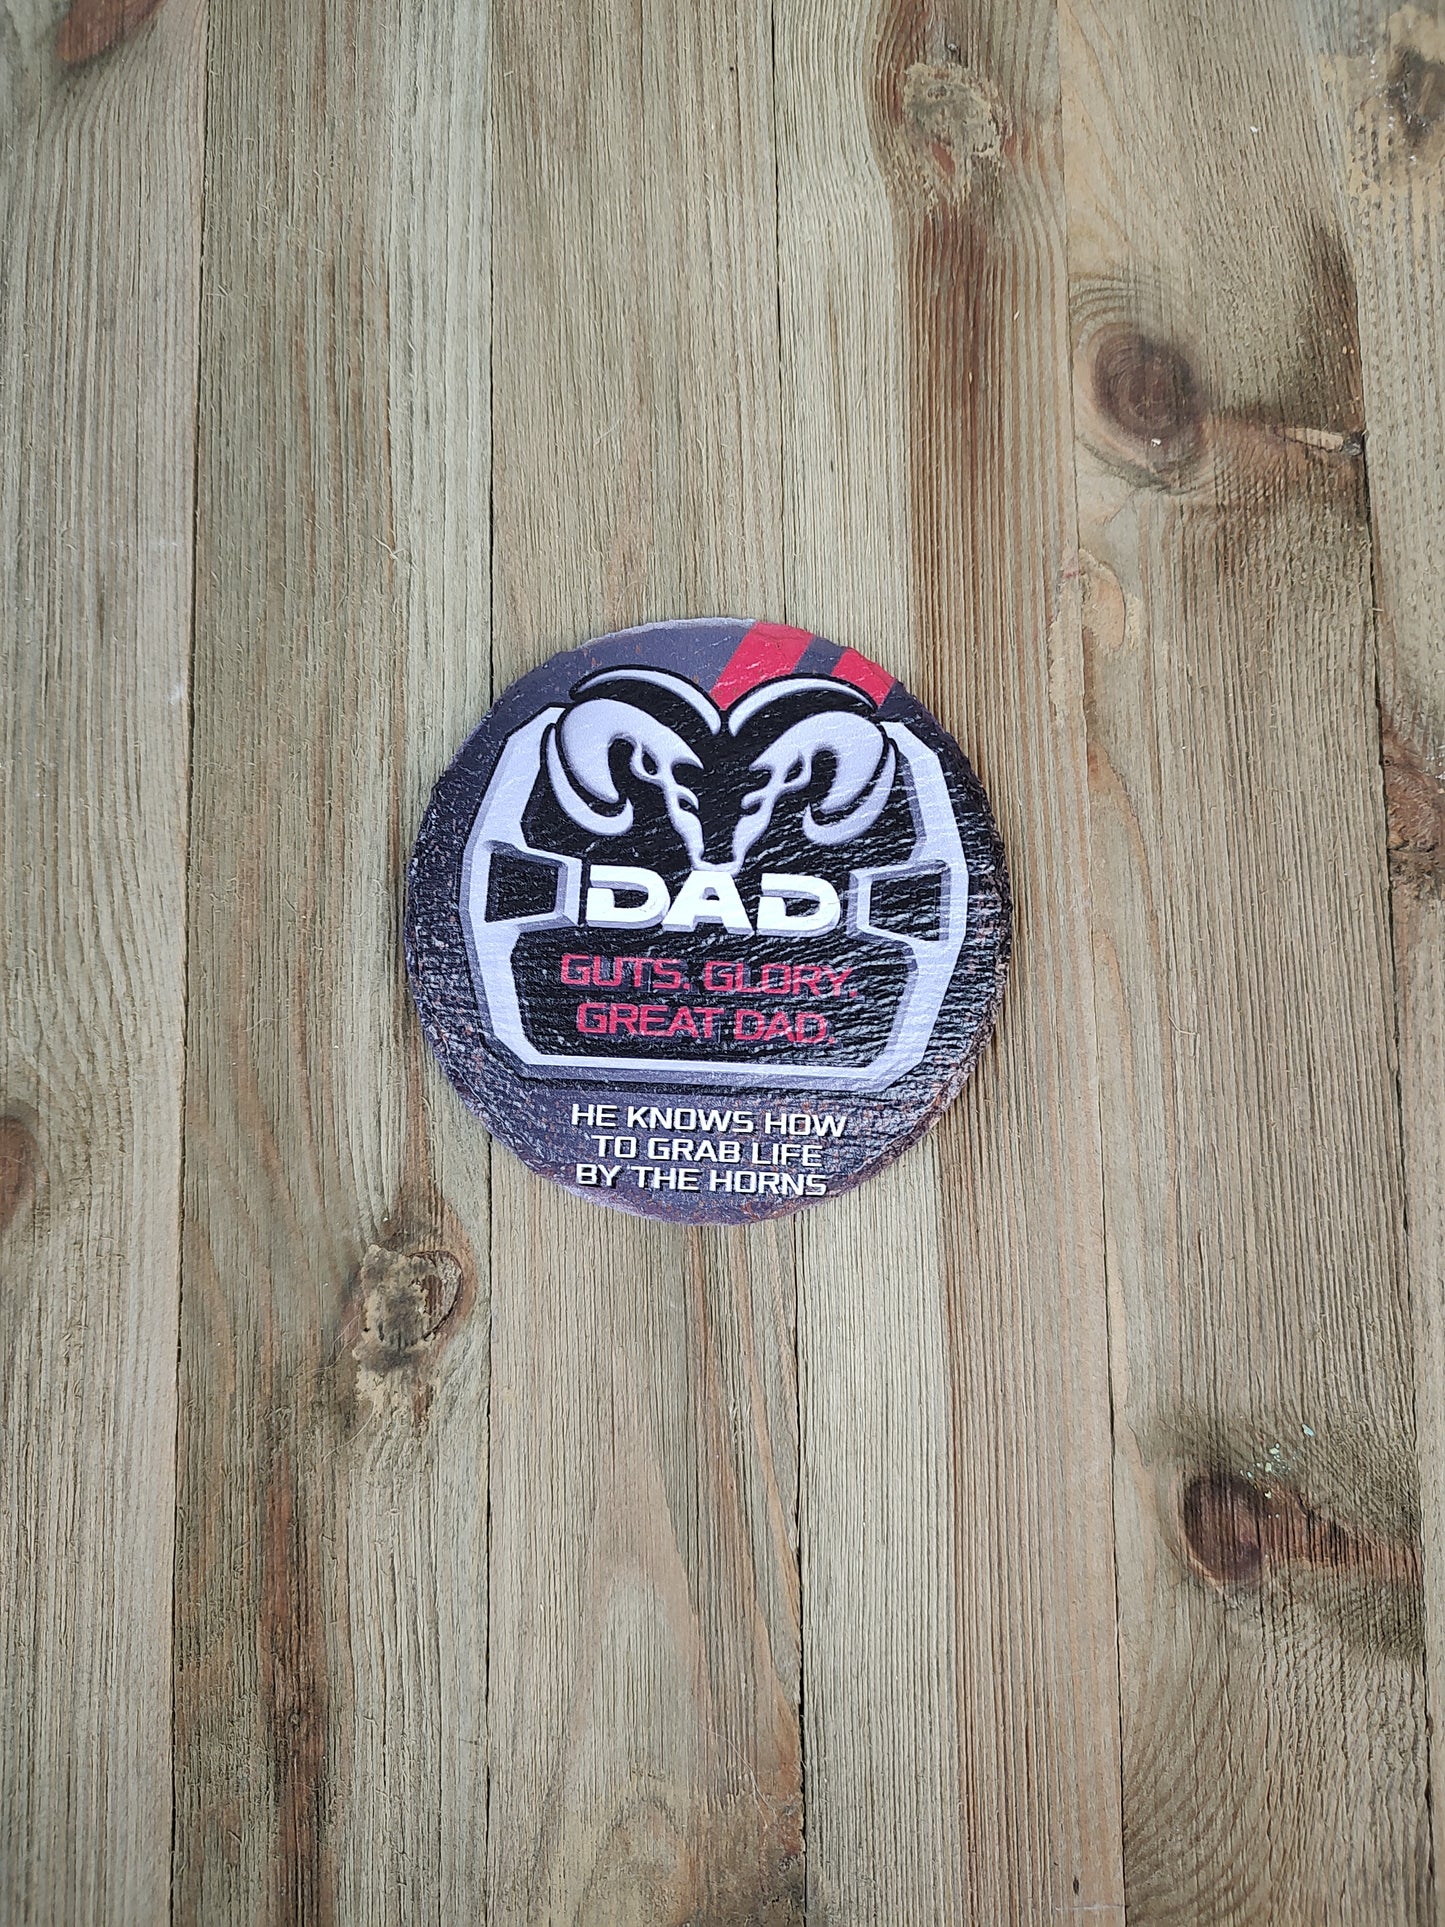 DAD
GUTS. GLORY.
GREAT DAD.
HE KNOWS HOW
TO GRAB LIFE
BY THE HORNS